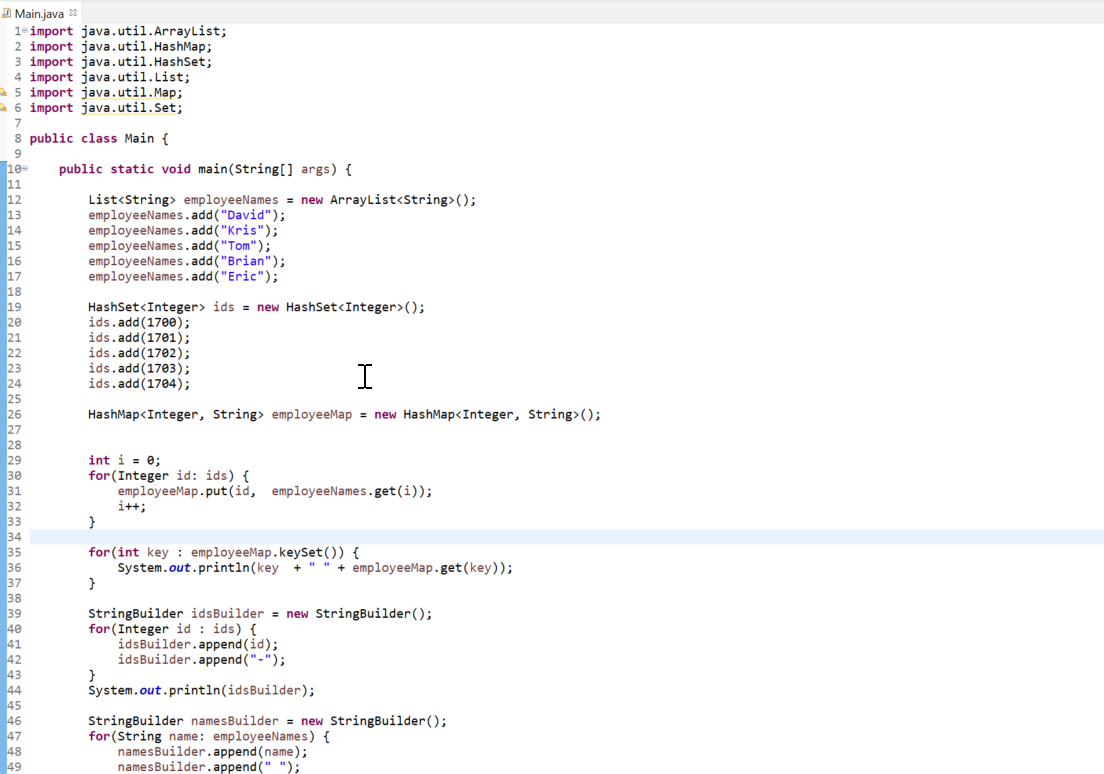 Main.java
1 import java.util.ArrayList;
2 import java.util.HashMap;
3 import java.util.HashSet;
4 import java.util.List;
5 import java.util.Map;
6 import java.util.Set;
7
8 public class Main {
9
10     public static void main(String[] args) {
11
12         List<String> employeeNames = new ArrayList<String>();
13         employeeNames.add("David");
14         employeeNames.add("Kris");
15         employeeNames.add("Tom");
16         employeeNames.add("Brian");
17         employeeNames.add("Eric");
18
19         HashSet<Integer> ids = new HashSet<Integer>();
20         ids.add(1700);
21         ids.add(1701);
22         ids.add(1702);
23         ids.add(1703);
24         ids.add(1704);
25
26         HashMap<Integer, String> employeeMap = new HashMap<Integer, String>();
27
28
29         int i = 0;
30         for(Integer id: ids) {
31             employeeMap.put(id,  employeeNames.get(i));
32             i++;
33         }
34
35         for(int key : employeeMap.keySet()) {
36             System.out.println(key  + " " + employeeMap.get(key));
37         }
38
39         StringBuilder idsBuilder = new StringBuilder();
40         for(Integer id : ids) {
41             idsBuilder.append(id);
42             idsBuilder.append("-");
43         }
44         System.out.println(idsBuilder);
45
46         StringBuilder namesBuilder = new StringBuilder();
47         for(String name: employeeNames) {
48             namesBuilder.append(name);
49             namesBuilder.append(" ");